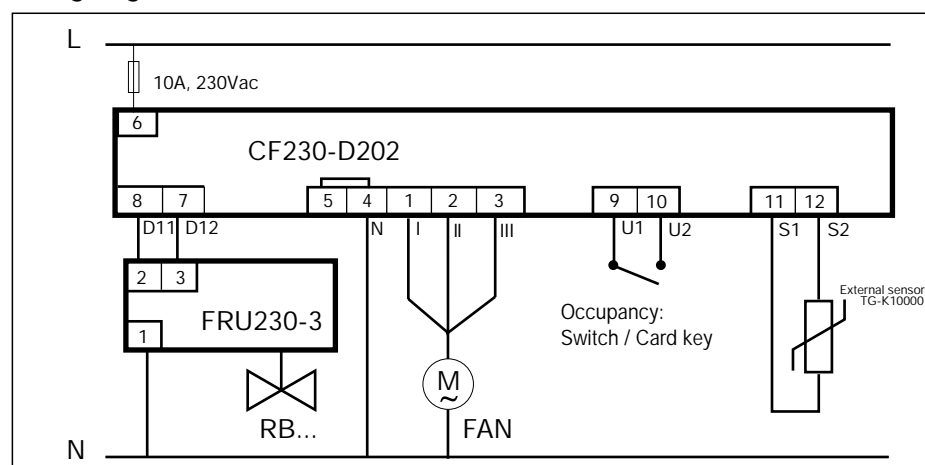 L
10A, 230Vac
6
CF230-D202
8 7 5 4 1 2 3 9 10 11 12
D11 D12 N I II III U1 U2 S1 S2
2 3
External sensor
TG-K10000
FRU230-3
Occupancy:
1
Switch / Card key
M
~
RB... FAN
N